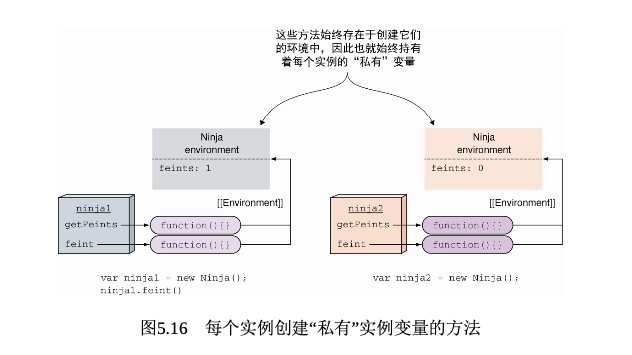 这些方法始终存在于创建它们
的环境中，因此也就始终持有
着每个实例的“私有”变量
Ninja
environment
feints: 1
Ninja
environment
feints: 0
[[Environment]]
[[Environment]]
ninja1
getFeints
function(){}
feint
function(){}
ninja2
getFeints
function(){}
feint
function(){}
var ninja1 = new Ninja();
ninja1.feint()
var ninja2 = new Ninja();
图5.16 每个实例创建“私有”实例变量的方法